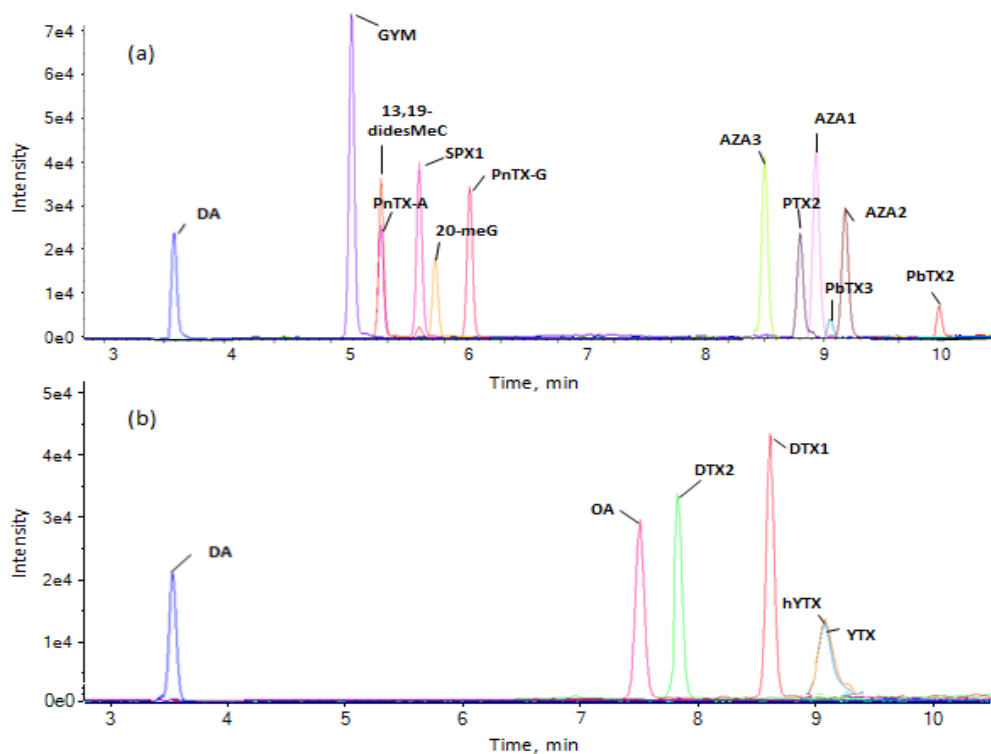 7e4
(a)
GYM
6e4
5e4
13,19-
didesMeC
AZA1
AZA3
SPX1
4e4
PnTX-G
PnTX-A
PTX2
3e4
DA
AZA2
20-meG
2e4
PbTX3
PbTX2
1e4
0e0
Intensity
3 4 5 6 7 8 9 10
Time, min
5e4
(b)
DTX1
4e4
DTX2
OA
3e4
DA
2e4
hYTX
YTX
1e4
0e0
Intensity
3 4 5 6 7 8 9 10
Time, min